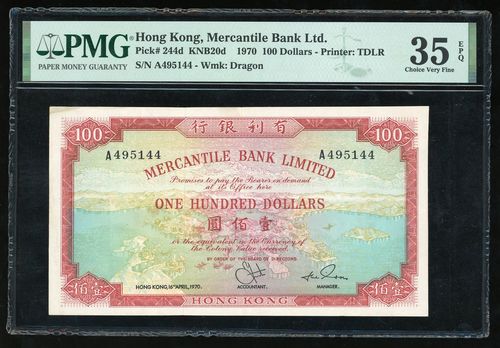 PMG
PAPER MONEY GUARANTY
Hong Kong, Mercantile Bank Ltd.
Pick# 244d KNB20d 1970 100 Dollars - Printer: TDLR
S/N A495144 - Wmk: Dragon
35 EPQ
Choice Very Fine
100 行銀利有 100
A495144 A495144
MERCANTILE BANK LIMITED
Promises to pay the Bearer on demand
at its Office here
ONE HUNDRED DOLLARS
圓佰壹
or the equivalent in the Currency of
the Colony, Value received.
BY ORDER OF THE BOARD OF DIRECTORS
HONG KONG, 16TH APRIL, 1970. ACCOUNTANT. MANAGER.
佰壹 HONG KONG 佰壹